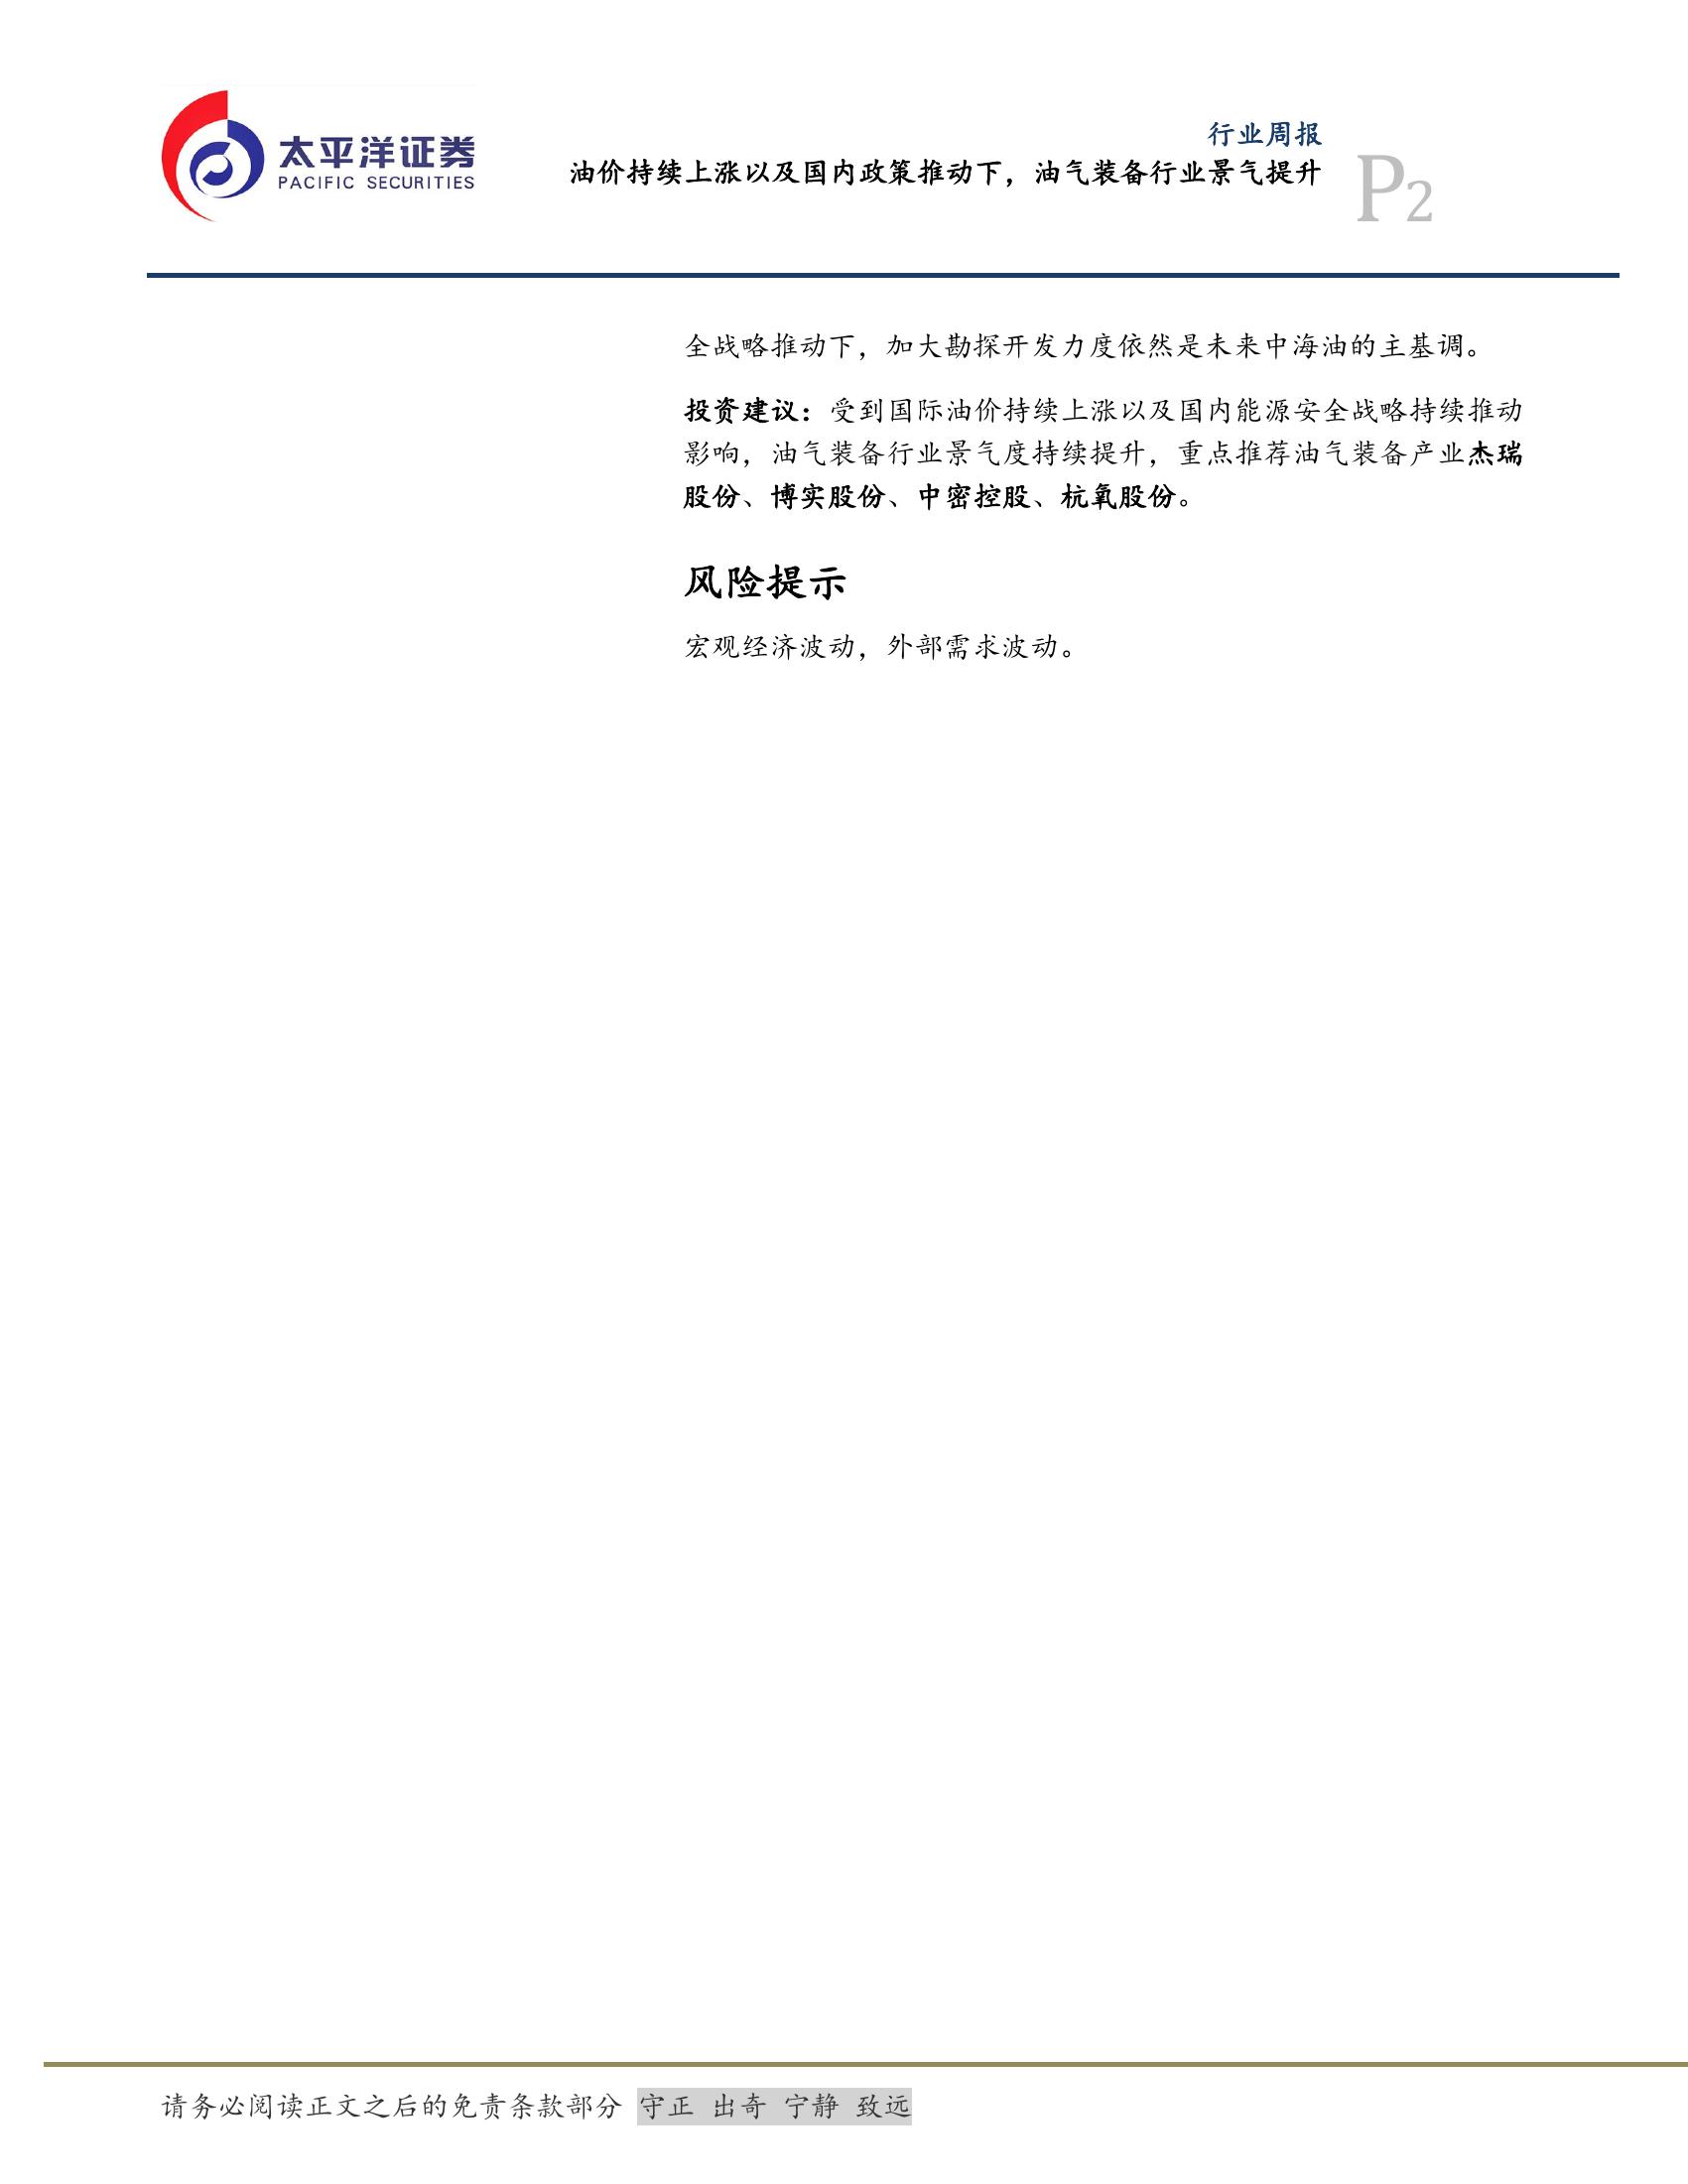 太平洋证券
PACIFIC SECURITIES
行业周报
油价持续上涨以及国内政策推动下，油气装备行业景气提升
P2
全战略推动下，加大勘探开发力度依然是未来中海油的主基调。
投资建议：受到国际油价持续上涨以及国内能源安全战略持续推动
影响，油气装备行业景气度持续提升，重点推荐油气装备产业杰瑞
股份、博实股份、中密控股、杭氧股份。
风险提示
宏观经济波动，外部需求波动。
请务必阅读正文之后的免责条款部分 守正 出奇 宁静 致远